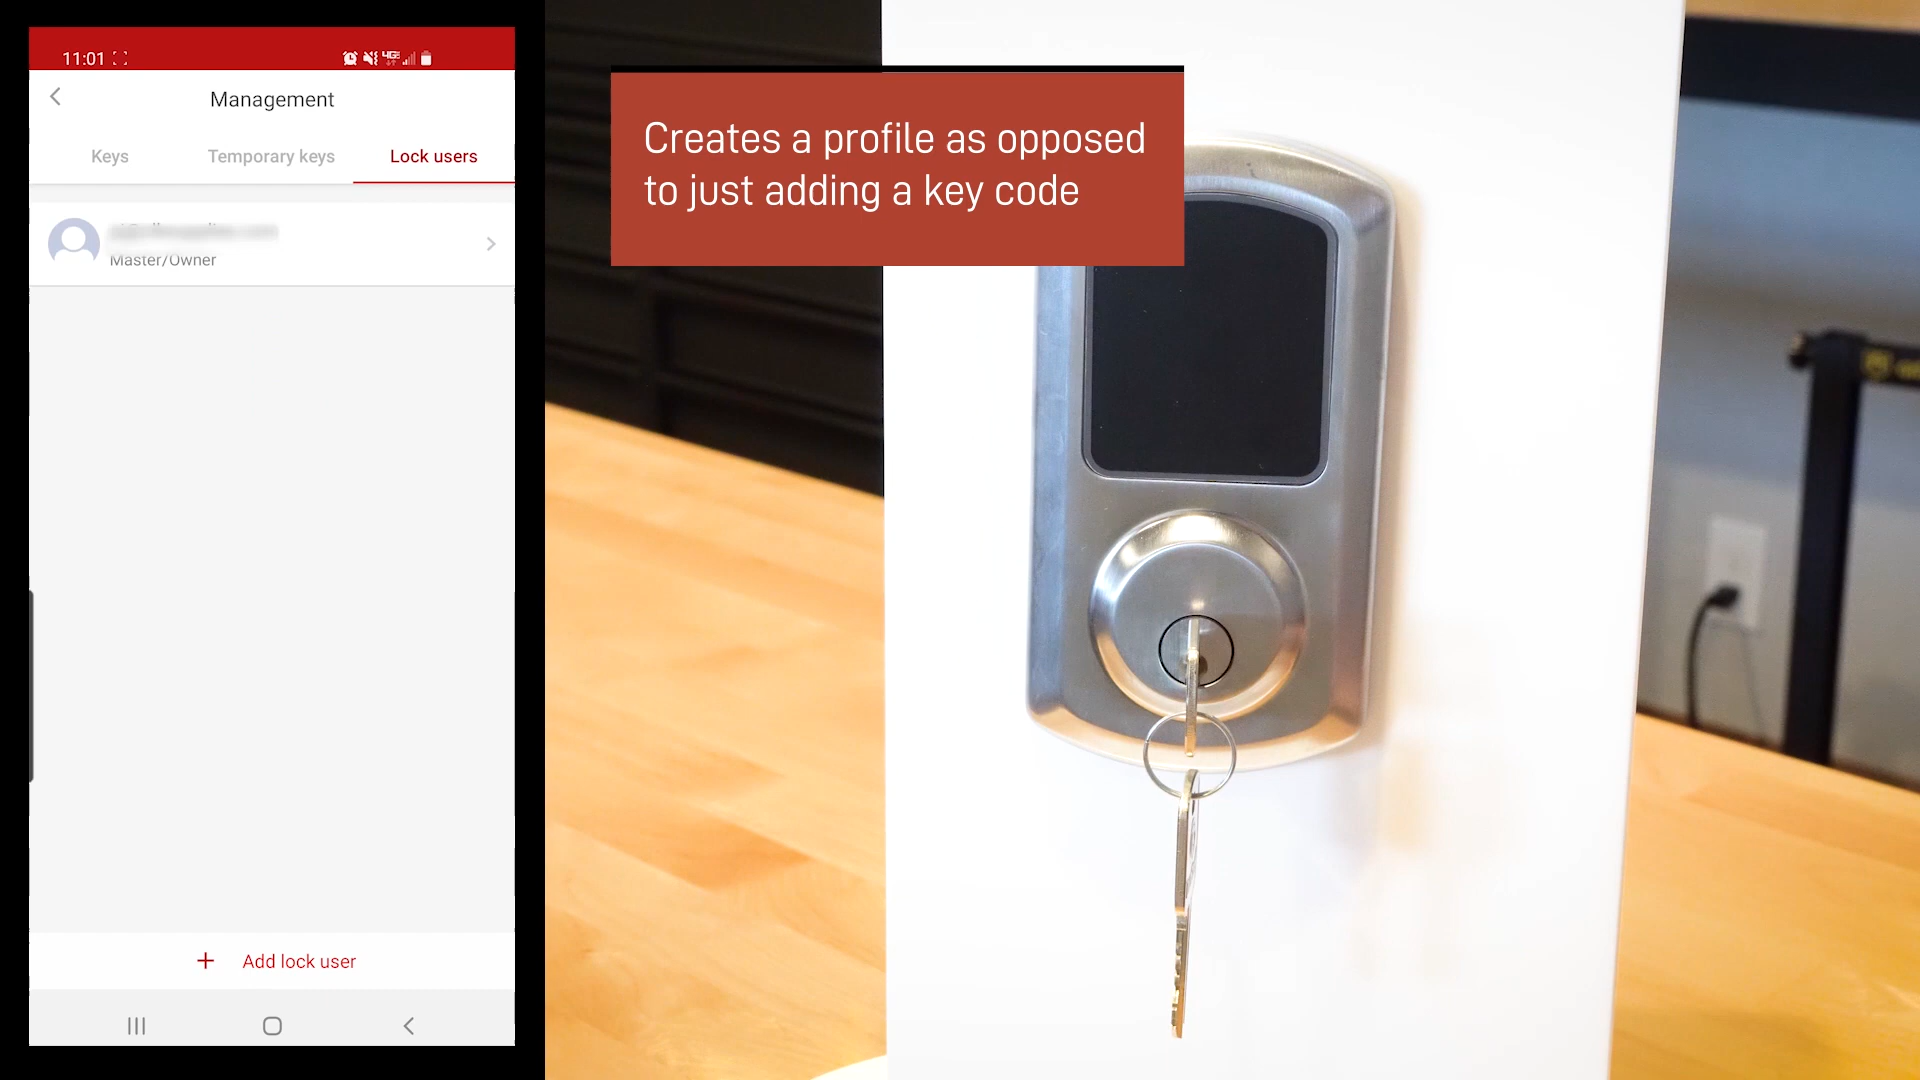 11:01
4GE
Management
Keys
Temporary keys
Lock users
Master/Owner
+ Add lock user
Creates a profile as opposed
to just adding a key code